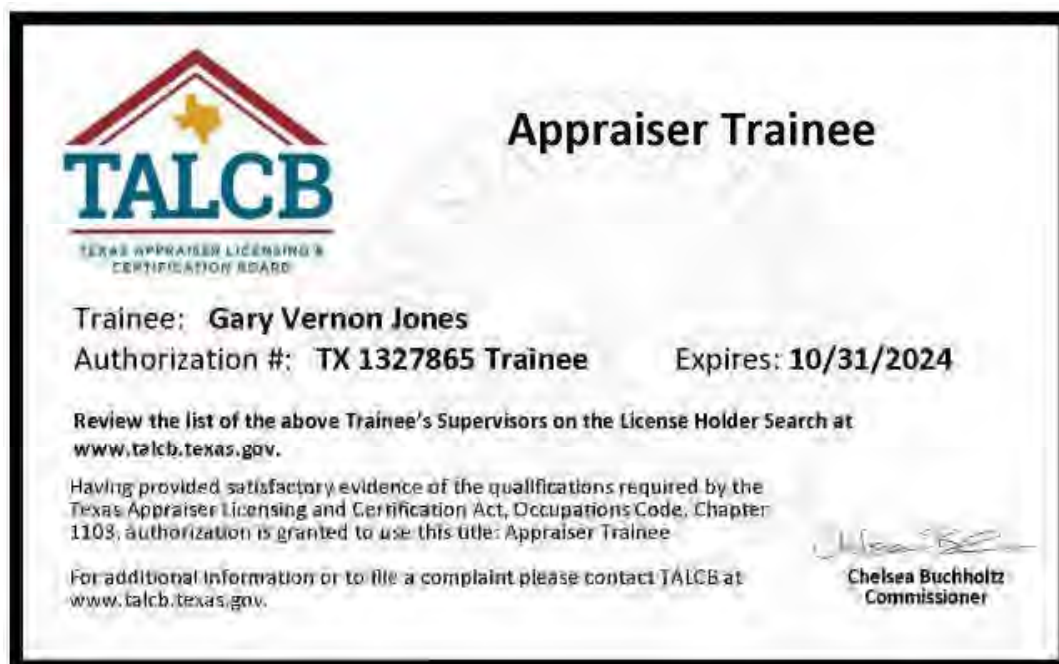 TALCB
TEXAS APPRAISER LICENSING &
CERTIFICATION BOARD
Appraiser Trainee
Trainee: Gary Vernon Jones
Authorization #: TX 1327865 Trainee Expires: 10/31/2024
Review the list of the above Trainee's Supervisors on the License Holder Search at
www.talcb.texas.gov.
Having provided satisfactory evidence of the qualifications required by the
Texas Appraiser Licensing and Certification Act, Occupations Code, Chapter
1103, authorization is granted to use this title: Appraiser Trainee
For additional information or to file a complaint please contact TALCB at
www.talcb.texas.gov.
Chelsea Buchholtz
Commissioner